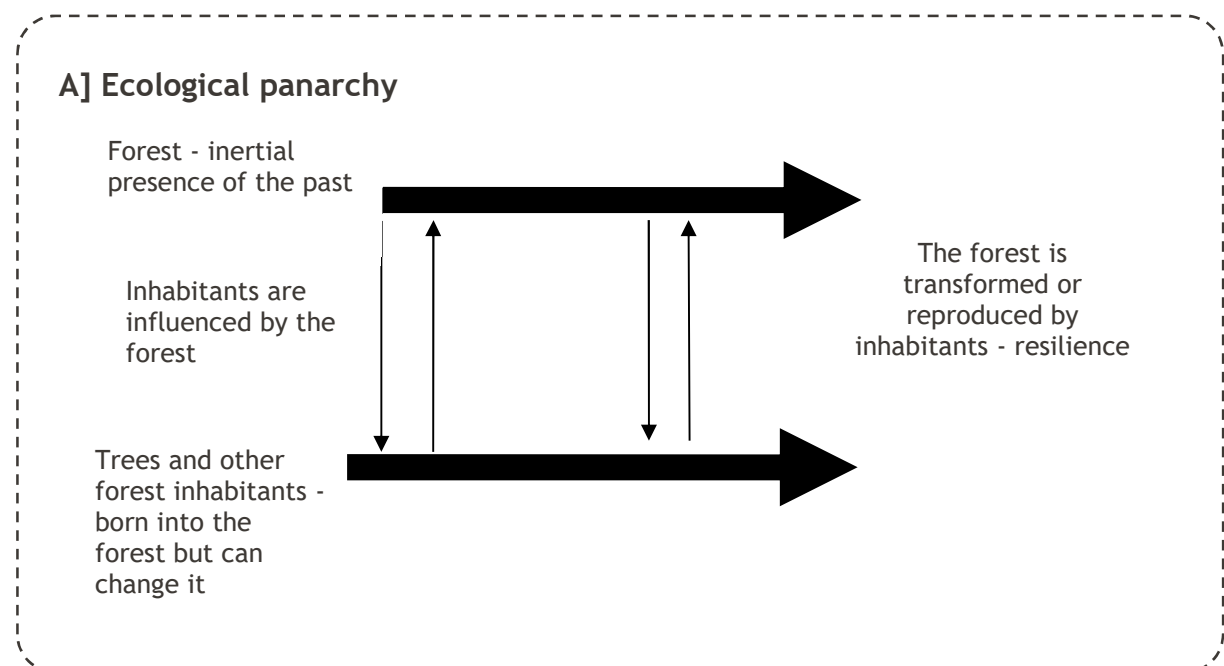 A] Ecological panarchy
Forest - inertial
presence of the past
Inhabitants are
influenced by the
forest
The forest is
transformed or
reproduced by
inhabitants - resilience
Trees and other
forest inhabitants -
born into the
forest but can
change it